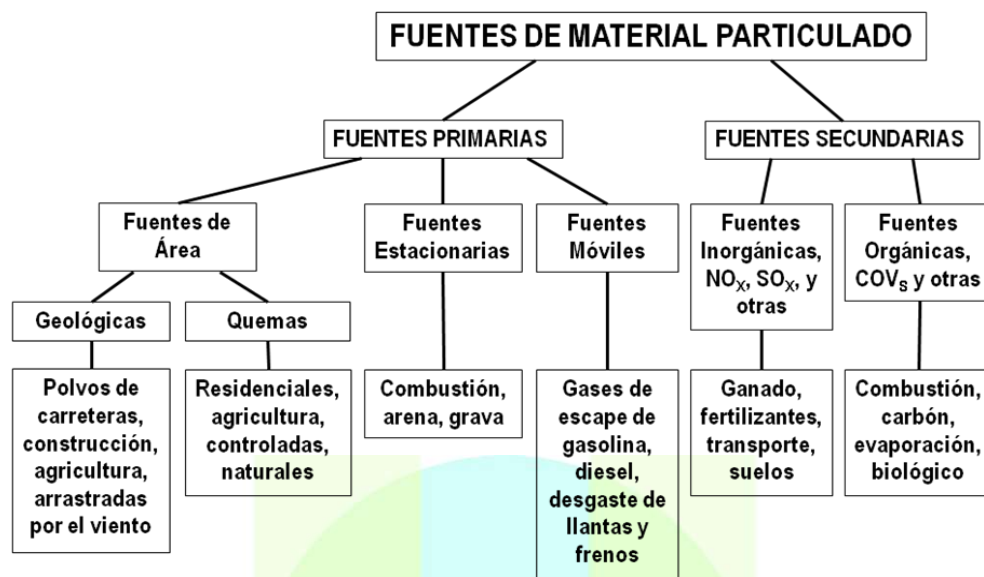 FUENTES DE MATERIAL PARTICULADO
FUENTES PRIMARIAS
FUENTES SECUNDARIAS
Fuentes de
Área
Fuentes
Estacionarias
Fuentes
Móviles
Fuentes
Inorgánicas,
NOX, SOX, y
otras
Fuentes
Orgánicas,
COVS y otras
Geológicas
Quemas
Polvos de
carreteras,
construcción,
agricultura,
arrastradas
por el viento
Residenciales,
agricultura,
controladas,
naturales
Combustión,
arena, grava
Gases de
escape de
gasolina,
diesel,
desgaste de
llantas y
frenos
Ganado,
fertilizantes,
transporte,
suelos
Combustión,
carbón,
evaporación,
biológico